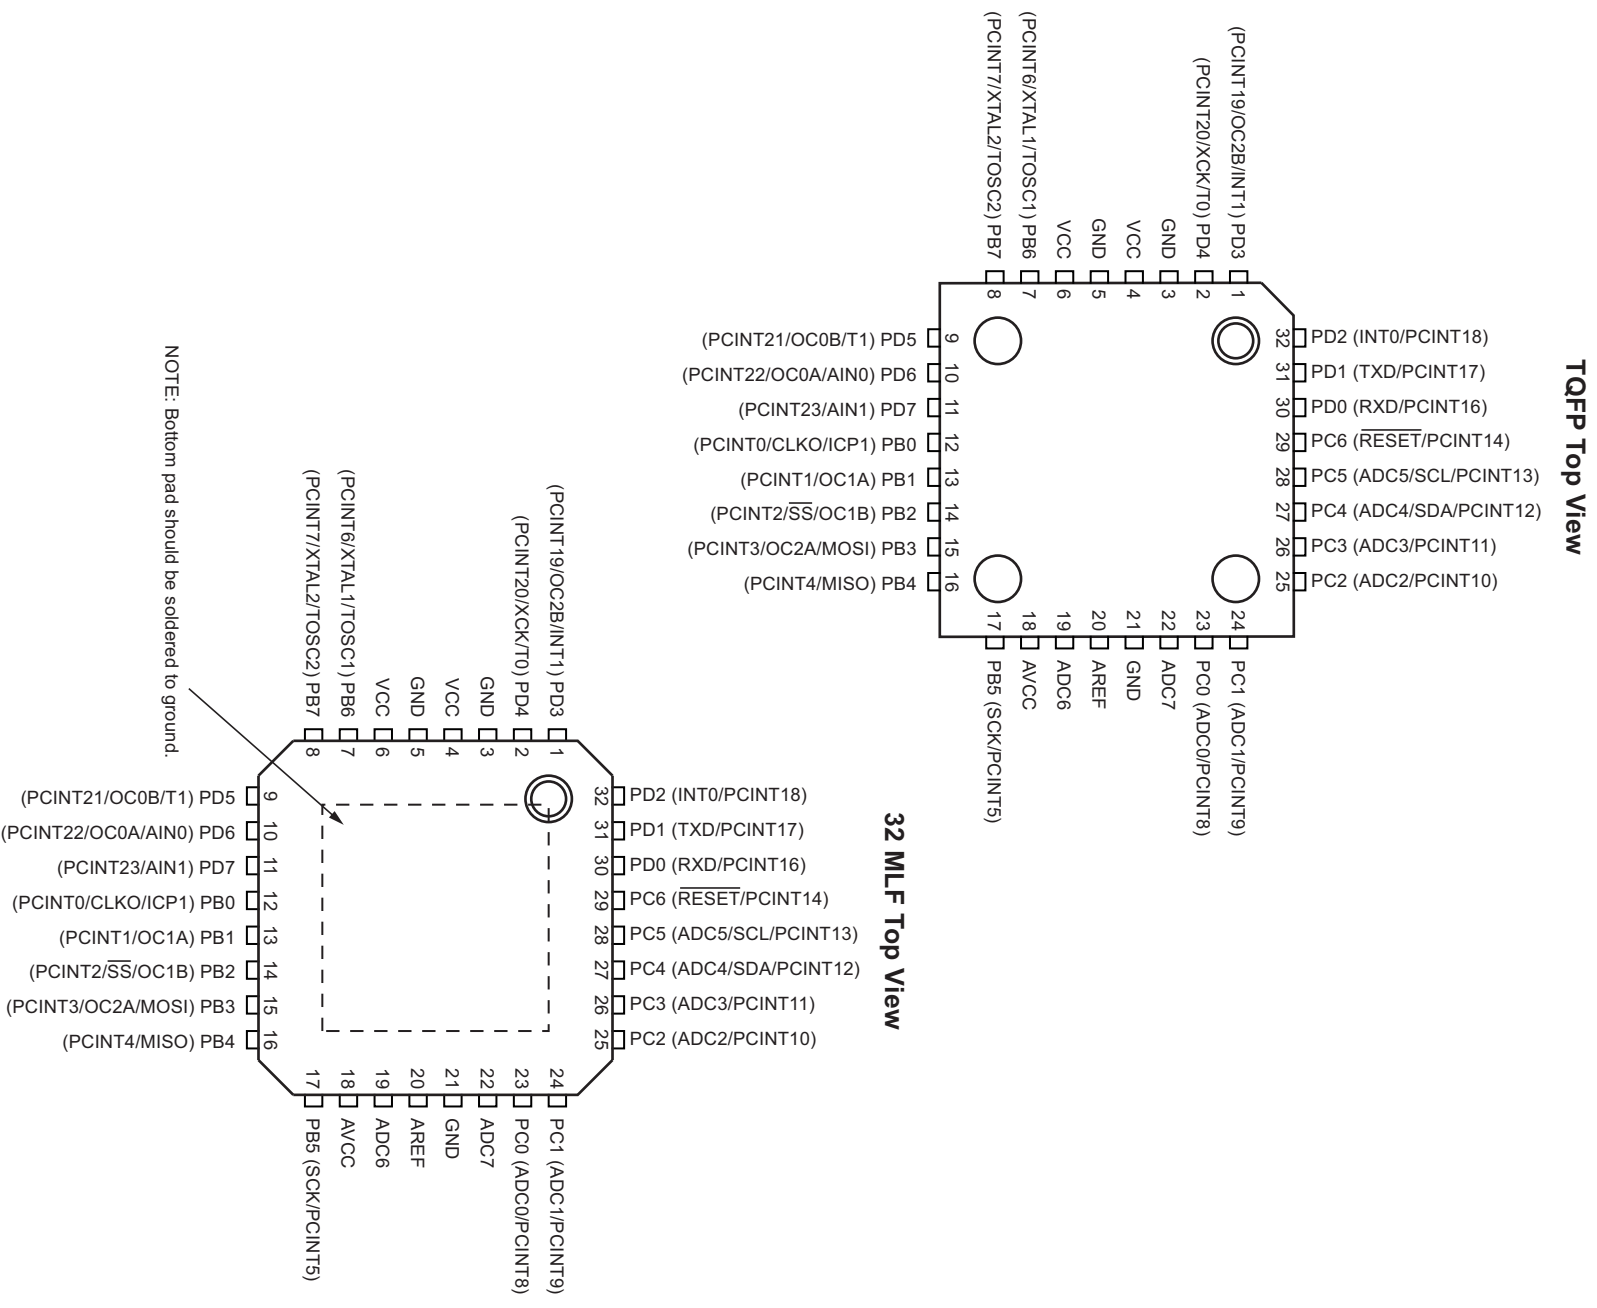 TQFP Top View
(PCINT19/OC2B/INT1) PD3
(PCINT20/XCK/T0) PD4
GND
VCC
GND
VCC
(PCINT6/XTAL1/TOSC1) PB6
(PCINT7/XTAL2/TOSC2) PB7
1
2
3
4
5
6
7
8
(PCINT21/OC0B/T1) PD5
(PCINT22/OC0A/AIN0) PD6
(PCINT23/AIN1) PD7
(PCINT0/CLKO/ICP1) PB0
(PCINT1/OC1A) PB1
(PCINT2/SS/OC1B) PB2
(PCINT3/OC2A/MOSI) PB3
(PCINT4/MISO) PB4
9
10
11
12
13
14
15
16
32
31
30
29
28
27
26
25
PD2 (INT0/PCINT18)
PD1 (TXD/PCINT17)
PD0 (RXD/PCINT16)
PC6 (RESET/PCINT14)
PC5 (ADC5/SCL/PCINT13)
PC4 (ADC4/SDA/PCINT12)
PC3 (ADC3/PCINT11)
PC2 (ADC2/PCINT10)
24
23
22
21
20
19
18
17
PC1 (ADC1/PCINT9)
PC0 (ADC0/PCINT8)
ADC7
GND
AREF
ADC6
AVCC
PB5 (SCK/PCINT5)
32 MLF Top View
(PCINT19/OC2B/INT1) PD3
(PCINT20/XCK/T0) PD4
GND
VCC
GND
VCC
(PCINT6/XTAL1/TOSC1) PB6
(PCINT7/XTAL2/TOSC2) PB7
1
2
3
4
5
6
7
8
(PCINT21/OC0B/T1) PD5
(PCINT22/OC0A/AIN0) PD6
(PCINT23/AIN1) PD7
(PCINT0/CLKO/ICP1) PB0
(PCINT1/OC1A) PB1
(PCINT2/SS/OC1B) PB2
(PCINT3/OC2A/MOSI) PB3
(PCINT4/MISO) PB4
9
10
11
12
13
14
15
16
32
31
30
29
28
27
26
25
PD2 (INT0/PCINT18)
PD1 (TXD/PCINT17)
PD0 (RXD/PCINT16)
PC6 (RESET/PCINT14)
PC5 (ADC5/SCL/PCINT13)
PC4 (ADC4/SDA/PCINT12)
PC3 (ADC3/PCINT11)
PC2 (ADC2/PCINT10)
24
23
22
21
20
19
18
17
PC1 (ADC1/PCINT9)
PC0 (ADC0/PCINT8)
ADC7
GND
AREF
ADC6
AVCC
PB5 (SCK/PCINT5)
NOTE: Bottom pad should be soldered to ground.